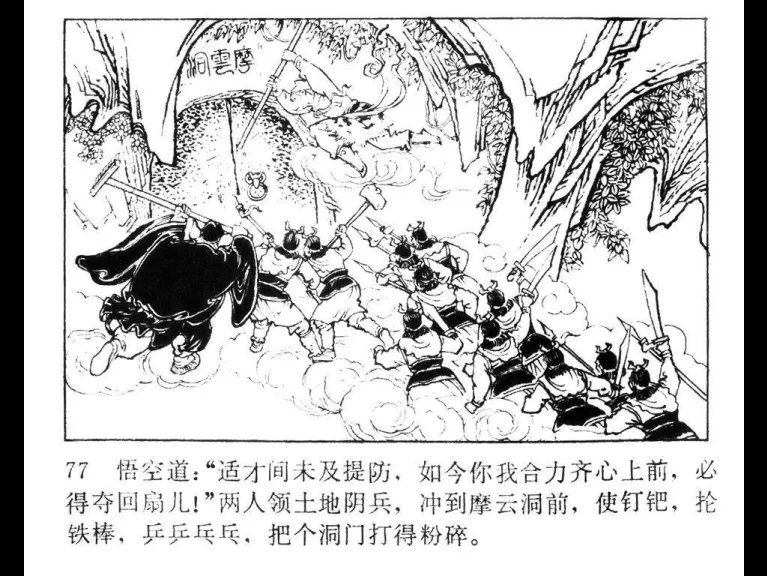 洞雲摩
77 悟空道：“适才间未及提防，如今你我合力齐心上前，必
得夺回扇儿！”两人领土地阴兵，冲到摩云洞前，使钉钯，抡
铁棒，乒乒乓乓，把个洞门打得粉碎。